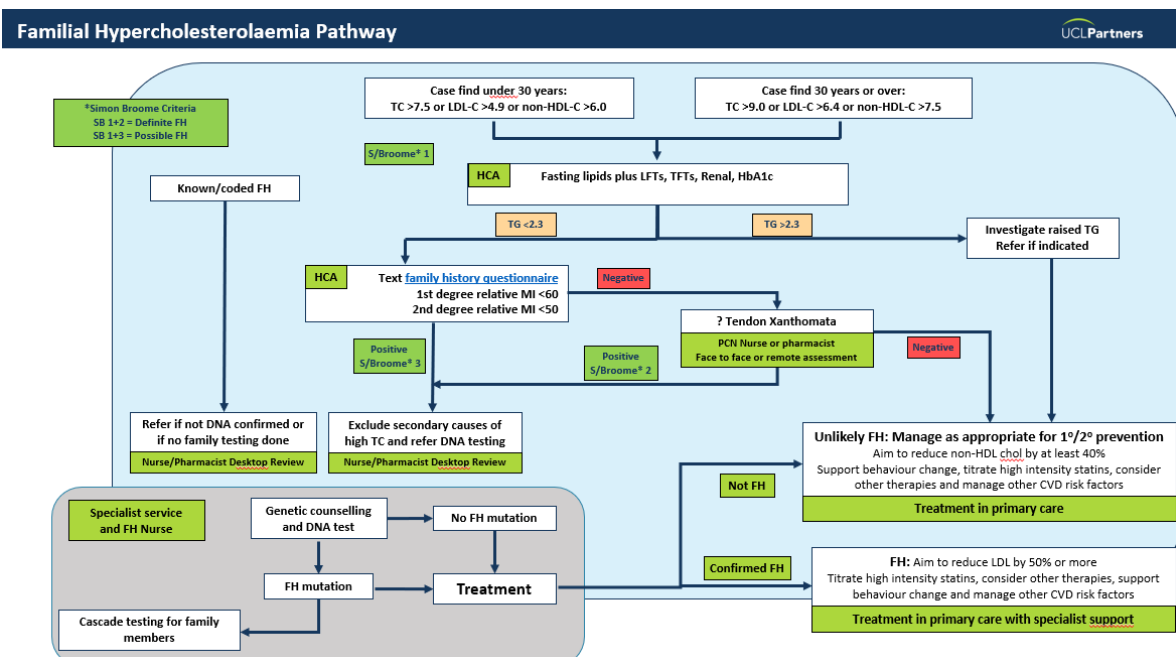 Familial Hypercholesterolaemia Pathway
UCLPartners
*Simon Broome Criteria
SB 1+2 = Definite FH
SB 1+3 = Possible FH
Case find under 30 years:
TC >7.5 or LDL-C >4.9 or non-HDL-C >6.0
Case find 30 years or over:
TC >9.0 or LDL-C >6.4 or non-HDL-C >7.5
S/Broome* 1
HCA
Fasting lipids plus LFTs, TFTs, Renal, HbA1c
Known/coded FH
TG <2.3
TG >2.3
Investigate raised TG
Refer if indicated
HCA
Text family history questionnaire
1st degree relative MI <60
2nd degree relative MI <50
Negative
? Tendon Xanthomata
PCN Nurse or pharmacist
Face to face or remote assessment
Negative
Positive
S/Broome* 3
Positive
S/Broome* 2
Refer if not DNA confirmed or
if no family testing done
Nurse/Pharmacist Desktop Review
Exclude secondary causes of
high TC and refer DNA testing
Nurse/Pharmacist Desktop Review
Unlikely FH: Manage as appropriate for 1º/2º prevention
Aim to reduce non-HDL chol by at least 40%
Support behaviour change, titrate high intensity statins, consider
other therapies and manage other CVD risk factors
Treatment in primary care
Not FH
Specialist service
and FH Nurse
Genetic counselling
and DNA test
No FH mutation
FH mutation
Treatment
Confirmed FH
FH: Aim to reduce LDL by 50% or more
Titrate high intensity statins, consider other therapies, support
behaviour change and manage other CVD risk factors
Treatment in primary care with specialist support
Cascade testing for family
members